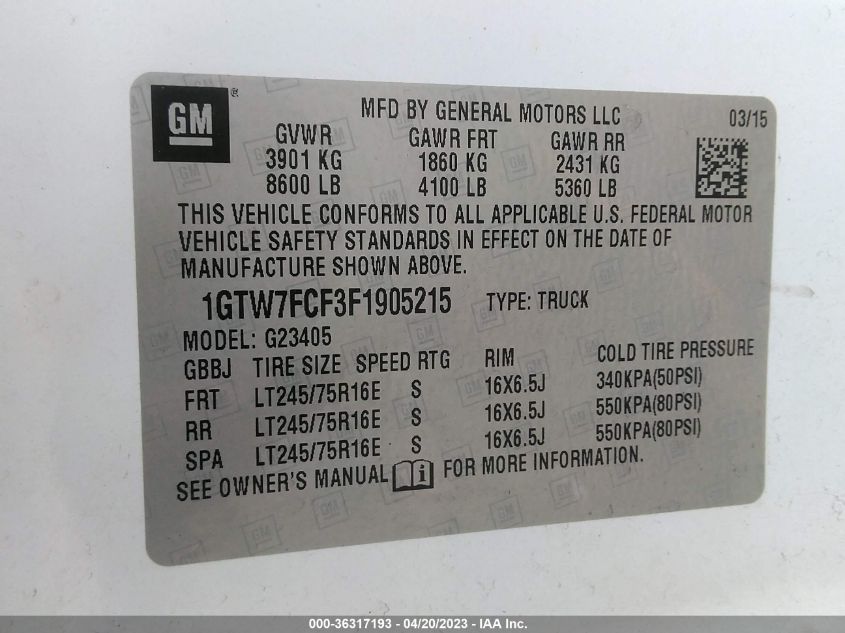 GM ®
MFD BY GENERAL MOTORS LLC 03/15
GVWR GAWR FRT GAWR RR
3901 KG 1860 KG 2431 KG
8600 LB 4100 LB 5360 LB
THIS VEHICLE CONFORMS TO ALL APPLICABLE U.S. FEDERAL MOTOR
VEHICLE SAFETY STANDARDS IN EFFECT ON THE DATE OF
MANUFACTURE SHOWN ABOVE.
1GTW7FCF3F1905215 TYPE: TRUCK
MODEL: G23405
GBBJ TIRE SIZE SPEED RTG RIM COLD TIRE PRESSURE
FRT LT245/75R16E S 16X6.5J 340KPA(50PSI)
RR LT245/75R16E S 16X6.5J 550KPA(80PSI)
SPA LT245/75R16E S 16X6.5J 550KPA(80PSI)
SEE OWNER'S MANUAL FOR MORE INFORMATION.
000-36317193 - 04/20/2023 - IAA Inc.